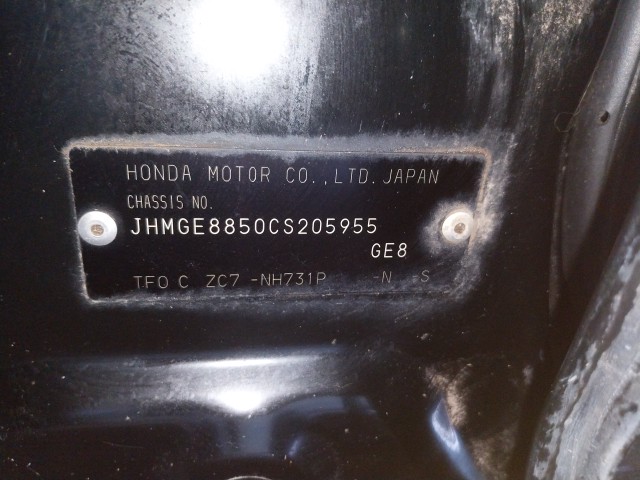 HONDA MOTOR CO.,LTD. JAPAN
CHASSIS NO.
JHMGE8850CS205955
GE8
TFO C ZC7 -NH731P -N -S